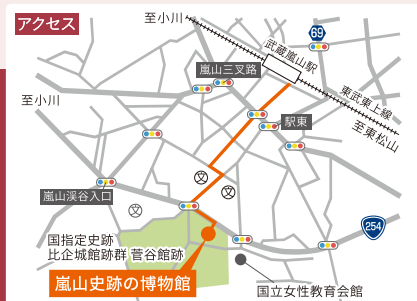 アクセス
至小川
69
武蔵嵐山駅
嵐山三叉路
東武東上線
至小川
駅東
至東松山
嵐山渓谷入口
文
文
文
254
国指定史跡
比企城館跡群 菅谷館跡
嵐山史跡の博物館
国立女性教育会館